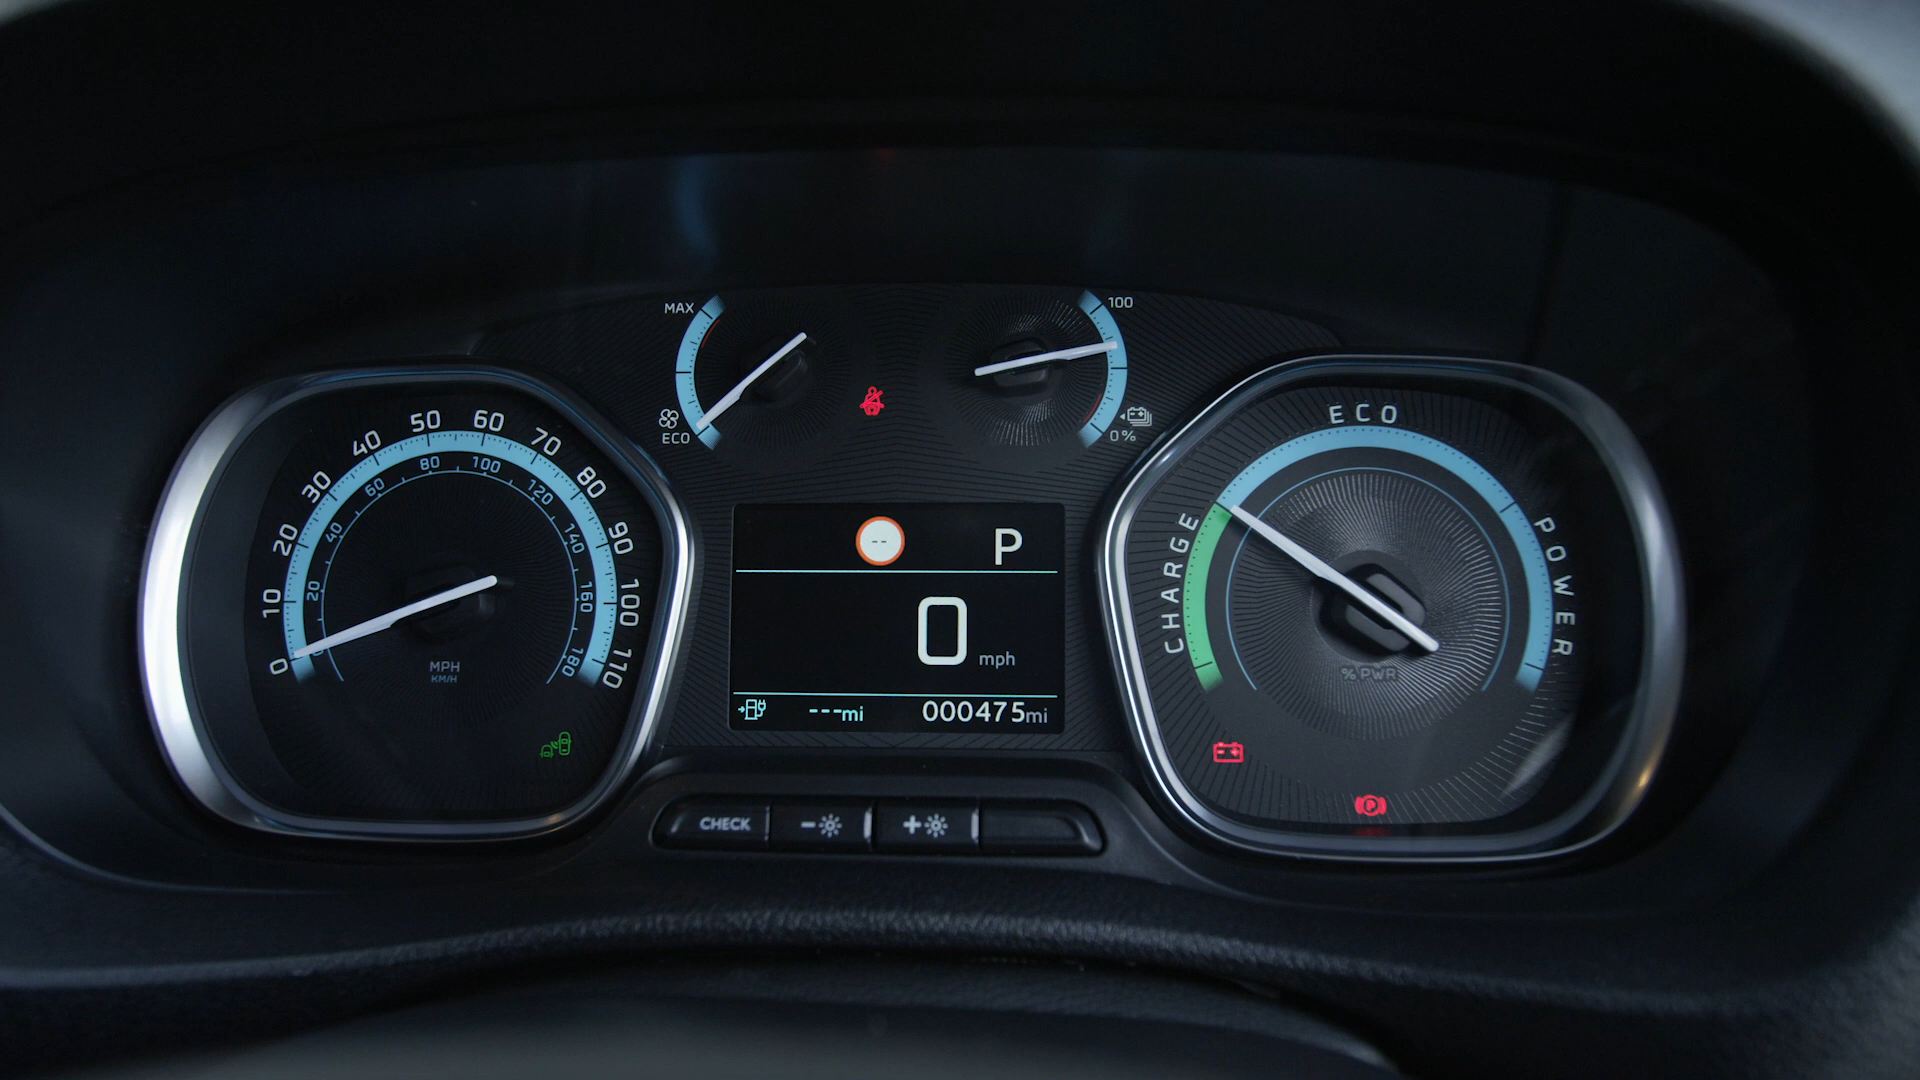 MAX
ECO
100
0%
0
10
20
30
40
50
60
70
80
90
100
110
20
40
60
80
100
120
140
160
180
MPH
KM/H
--
P
0 mph
---mi
000475mi
CHARGE
ECO
POWER
% PWR
P
CHECK
- +